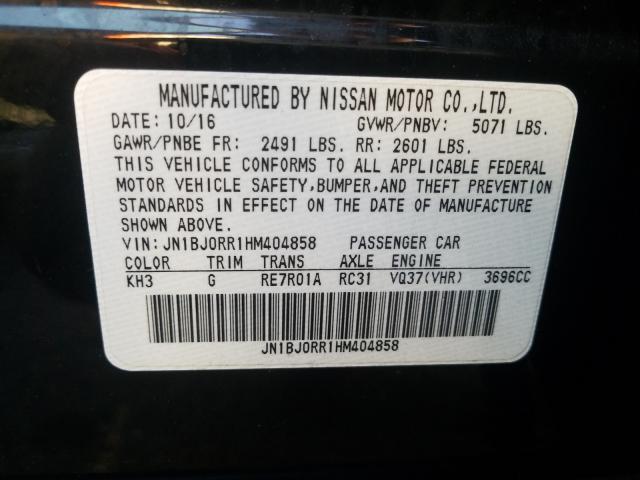 MANUFACTURED BY NISSAN MOTOR CO.,LTD.
DATE: 10/16 GVWR/PNBV: 5071 LBS.
GAWR/PNBE FR: 2491 LBS. RR: 2601 LBS.
THIS VEHICLE CONFORMS TO ALL APPLICABLE FEDERAL
MOTOR VEHICLE SAFETY,BUMPER,AND THEFT PREVENTION
STANDARDS IN EFFECT ON THE DATE OF MANUFACTURE
SHOWN ABOVE.
VIN: JN1BJ0RR1HM404858 PASSENGER CAR
COLOR TRIM TRANS AXLE ENGINE
KH3 G RE7R01A RC31 VQ37(VHR) 3696CC
JN1BJ0RR1HM404858